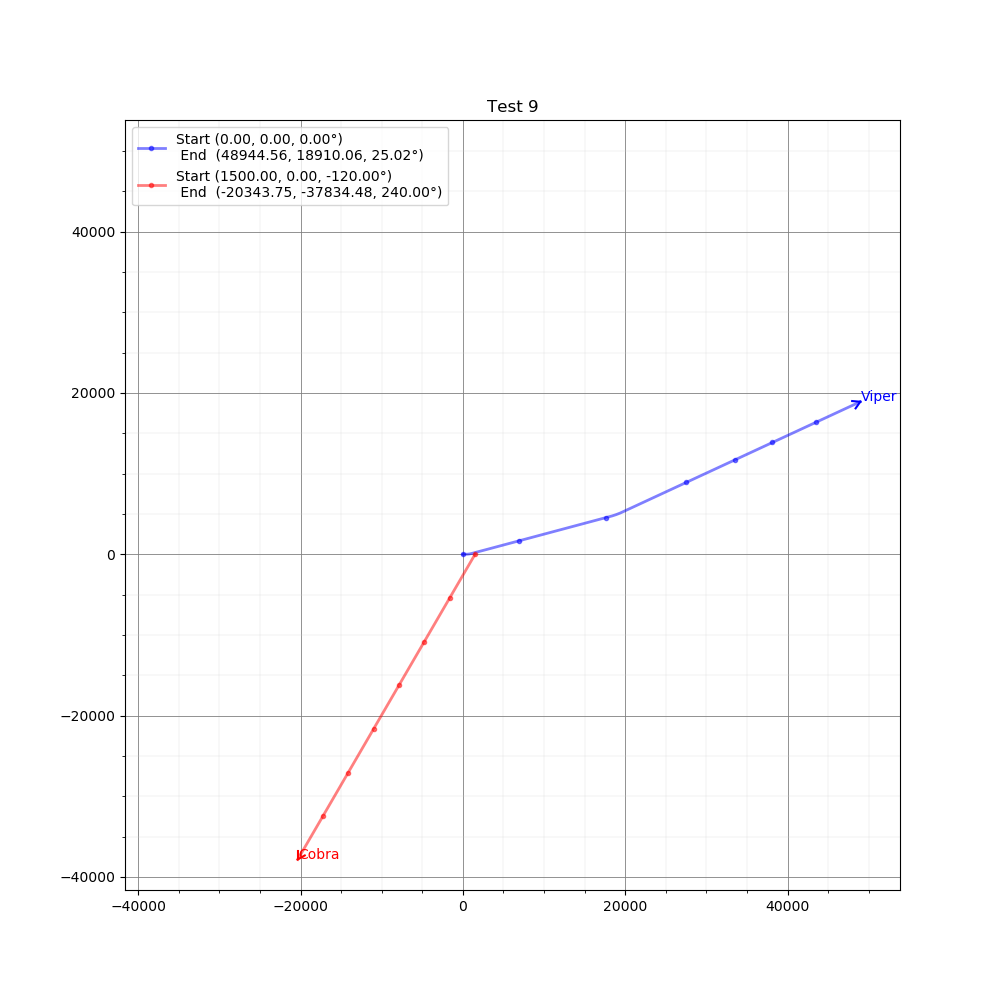 Test 9
Start (0.00, 0.00, 0.00°)
End (48944.56, 18910.06, 25.02°)
Start (1500.00, 0.00, -120.00°)
End (-20343.75, -37834.48, 240.00°)
40000
20000
0
−20000
−40000
Viper
Cobra
−40000
−20000
0
20000
40000